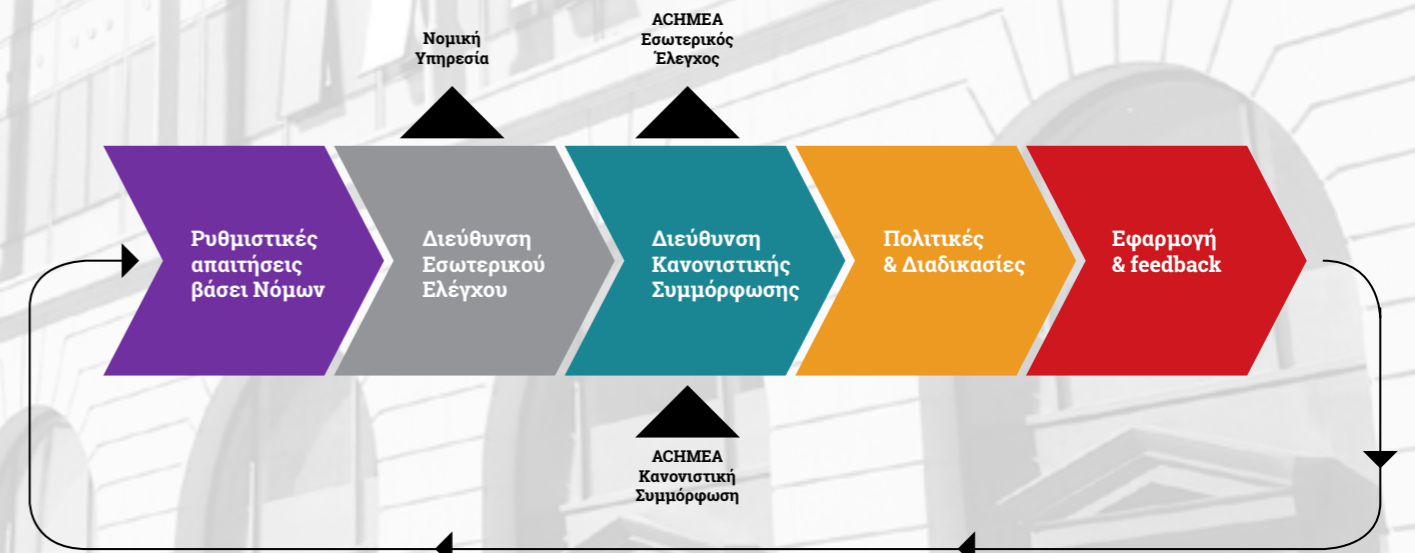 Νομική
Υπηρεσία
ACHMEA
Εσωτερικός
Έλεγχος
Ρυθμιστικές
απαιτήσεις
βάσει Νόμων
Διεύθυνση
Εσωτερικού
Ελέγχου
Διεύθυνση
Κανονιστικής
Συμμόρφωσης
Πολιτικές
& Διαδικασίες
Εφαρμογή
& feedback
ACHMEA
Κανονιστική
Συμμόρφωση